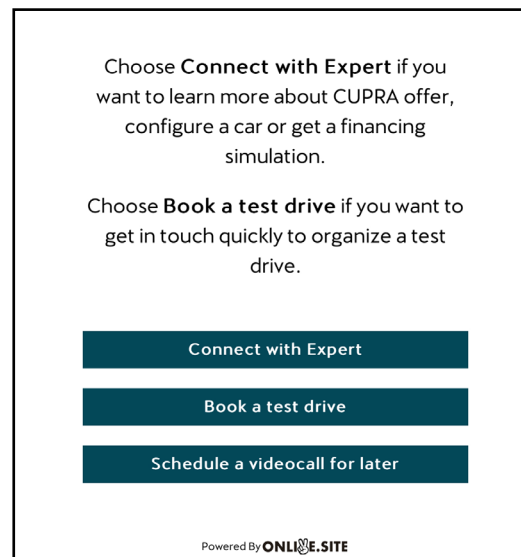 Choose Connect with Expert if you
want to learn more about CUPRA offer,
configure a car or get a financing
simulation.
Choose Book a test drive if you want to
get in touch quickly to organize a test
drive.
Connect with Expert
Book a test drive
Schedule a videocall for later
Powered By ONLIVE.SITE